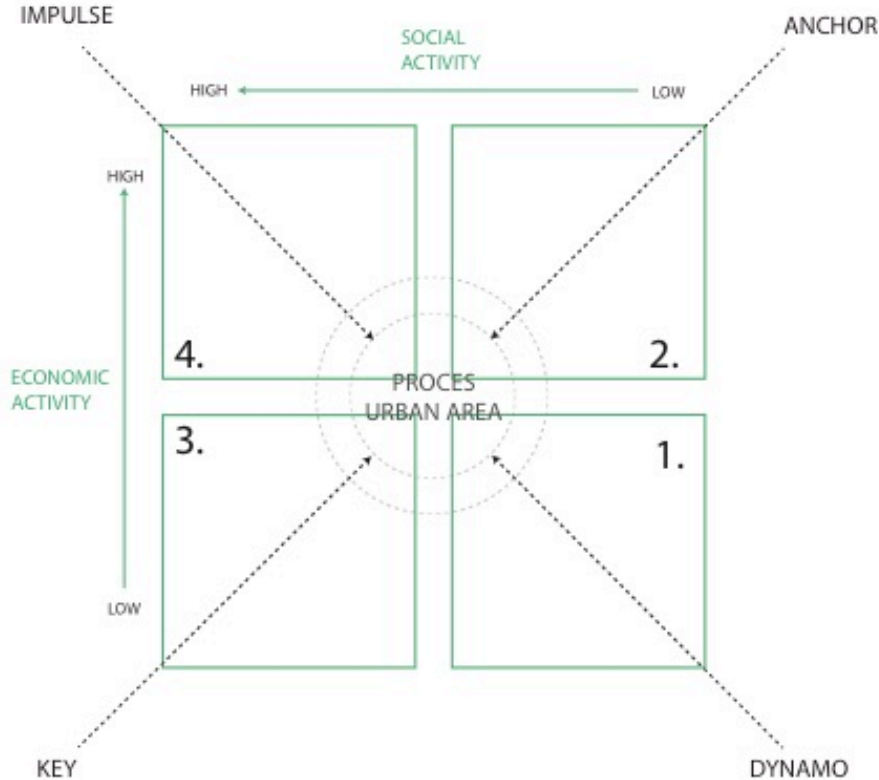 IMPULSE
ANCHOR
SOCIAL
ACTIVITY
HIGH
LOW
HIGH
4.
2.
ECONOMIC
ACTIVITY
PROCES
URBAN AREA
3.
1.
LOW
KEY
DYNAMO